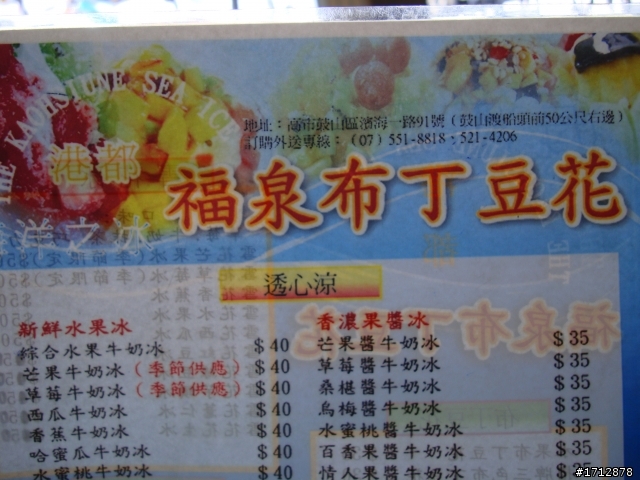 THE KAOHSIUNG SEA ICE
地址：高市鼓山區濱海一路91號（鼓山渡船頭前50公尺右邊）
訂購外送專線：（07）551-8818，521-4206
港都
洋之冰
福泉布丁豆花
透心涼
新鮮水果冰
綜合水果牛奶冰 $40
芒果牛奶冰（季節供應） $40
草莓牛奶冰（季節供應） $40
西瓜牛奶冰 $40
香蕉牛奶冰 $40
哈蜜瓜牛奶冰 $40
水蜜桃牛奶冰 $40
香濃果醬冰
芒果醬牛奶冰 $35
草莓醬牛奶冰 $35
桑椹醬牛奶冰 $35
烏梅醬牛奶冰 $35
水蜜桃醬牛奶冰 $35
百香果醬牛奶冰 $35
情人果醬牛奶冰 $35
#1712878